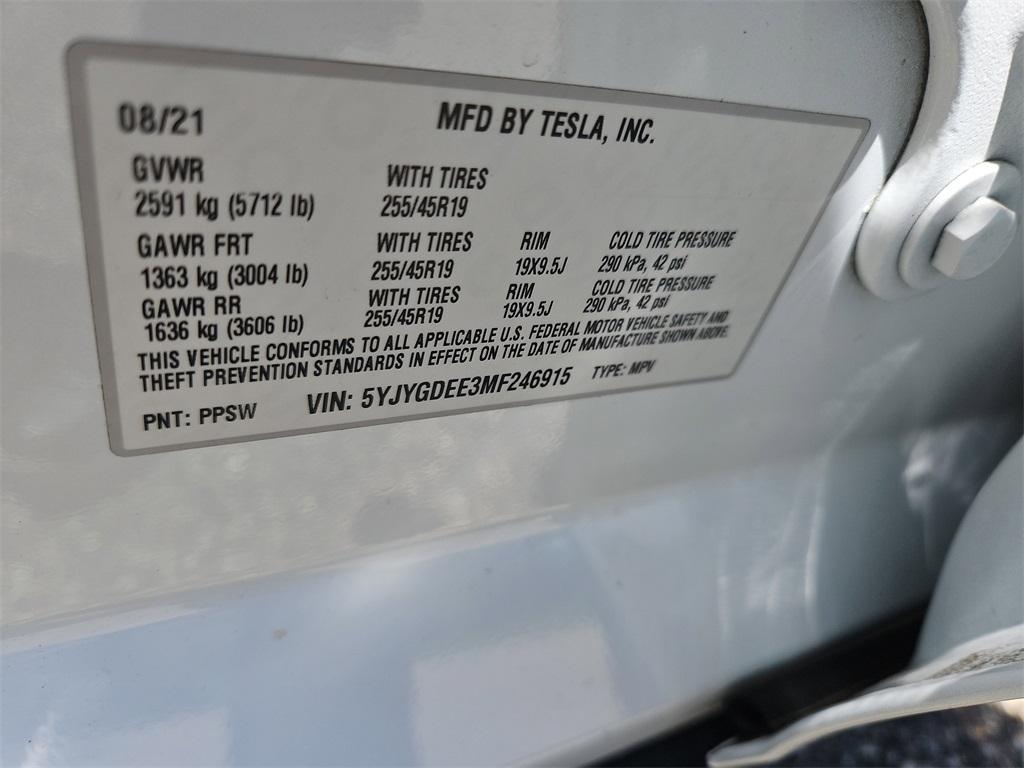 08/21 MFD BY TESLA, INC.
GVWR WITH TIRES
2591 kg (5712 lb) 255/45R19
GAWR FRT WITH TIRES RIM COLD TIRE PRESSURE
1363 kg (3004 lb) 255/45R19 19X9.5J 290 kPa, 42 psi
GAWR RR WITH TIRES RIM COLD TIRE PRESSURE
1636 kg (3606 lb) 255/45R19 19X9.5J 290 kPa, 42 psi
THIS VEHICLE CONFORMS TO ALL APPLICABLE U.S. FEDERAL MOTOR VEHICLE SAFETY AND
THEFT PREVENTION STANDARDS IN EFFECT ON THE DATE OF MANUFACTURE SHOWN ABOVE.
PNT: PPSW VIN: 5YJYGDEE3MF246915 TYPE: MPV